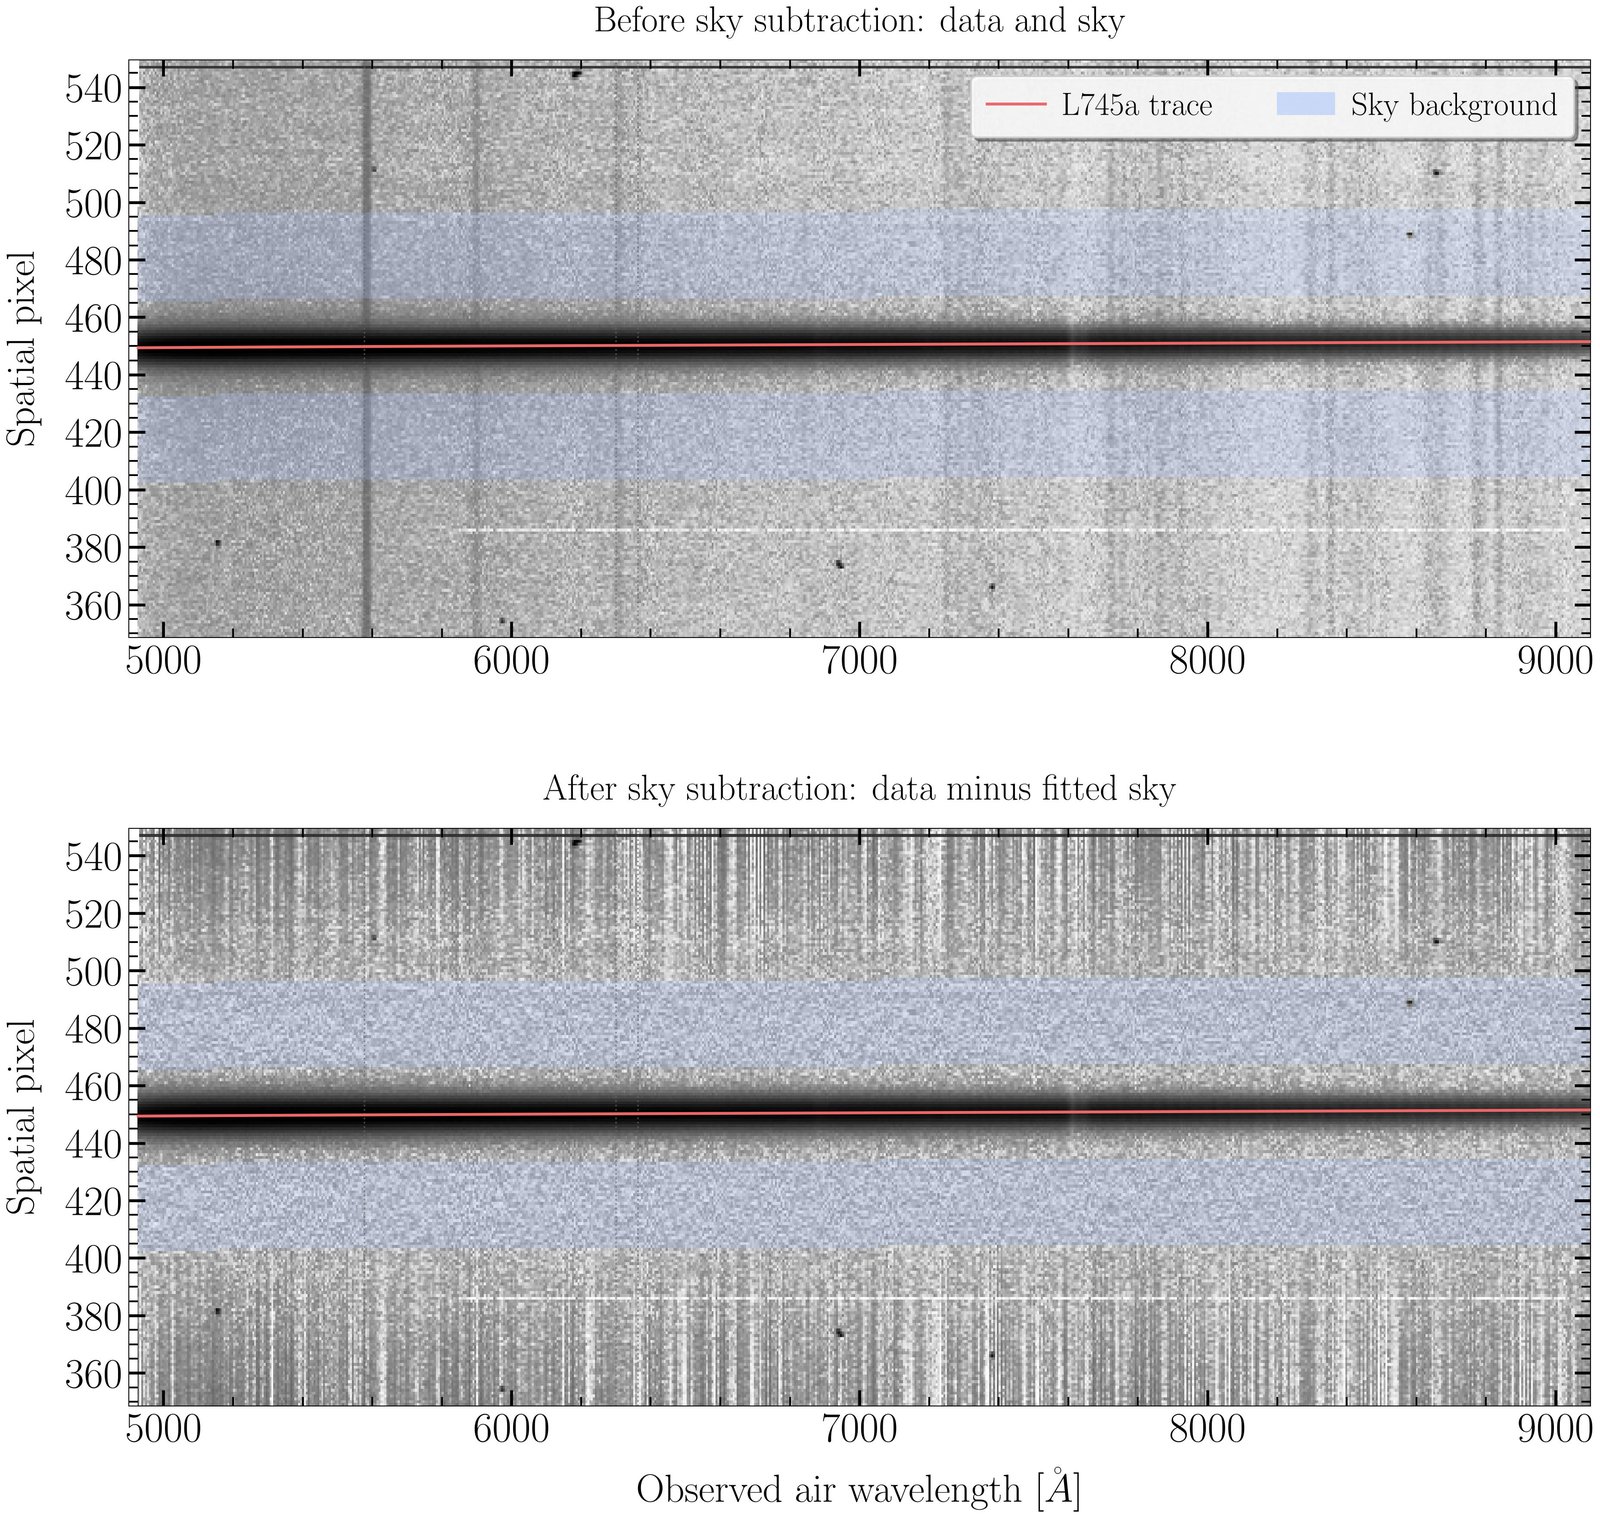 Before sky subtraction: data and sky
L745a trace
Sky background
Spatial pixel
540
520
500
480
460
440
420
400
380
360
5000 6000 7000 8000 9000
After sky subtraction: data minus fitted sky
Spatial pixel
540
520
500
480
460
440
420
400
380
360
5000 6000 7000 8000 9000
Observed air wavelength [Å]